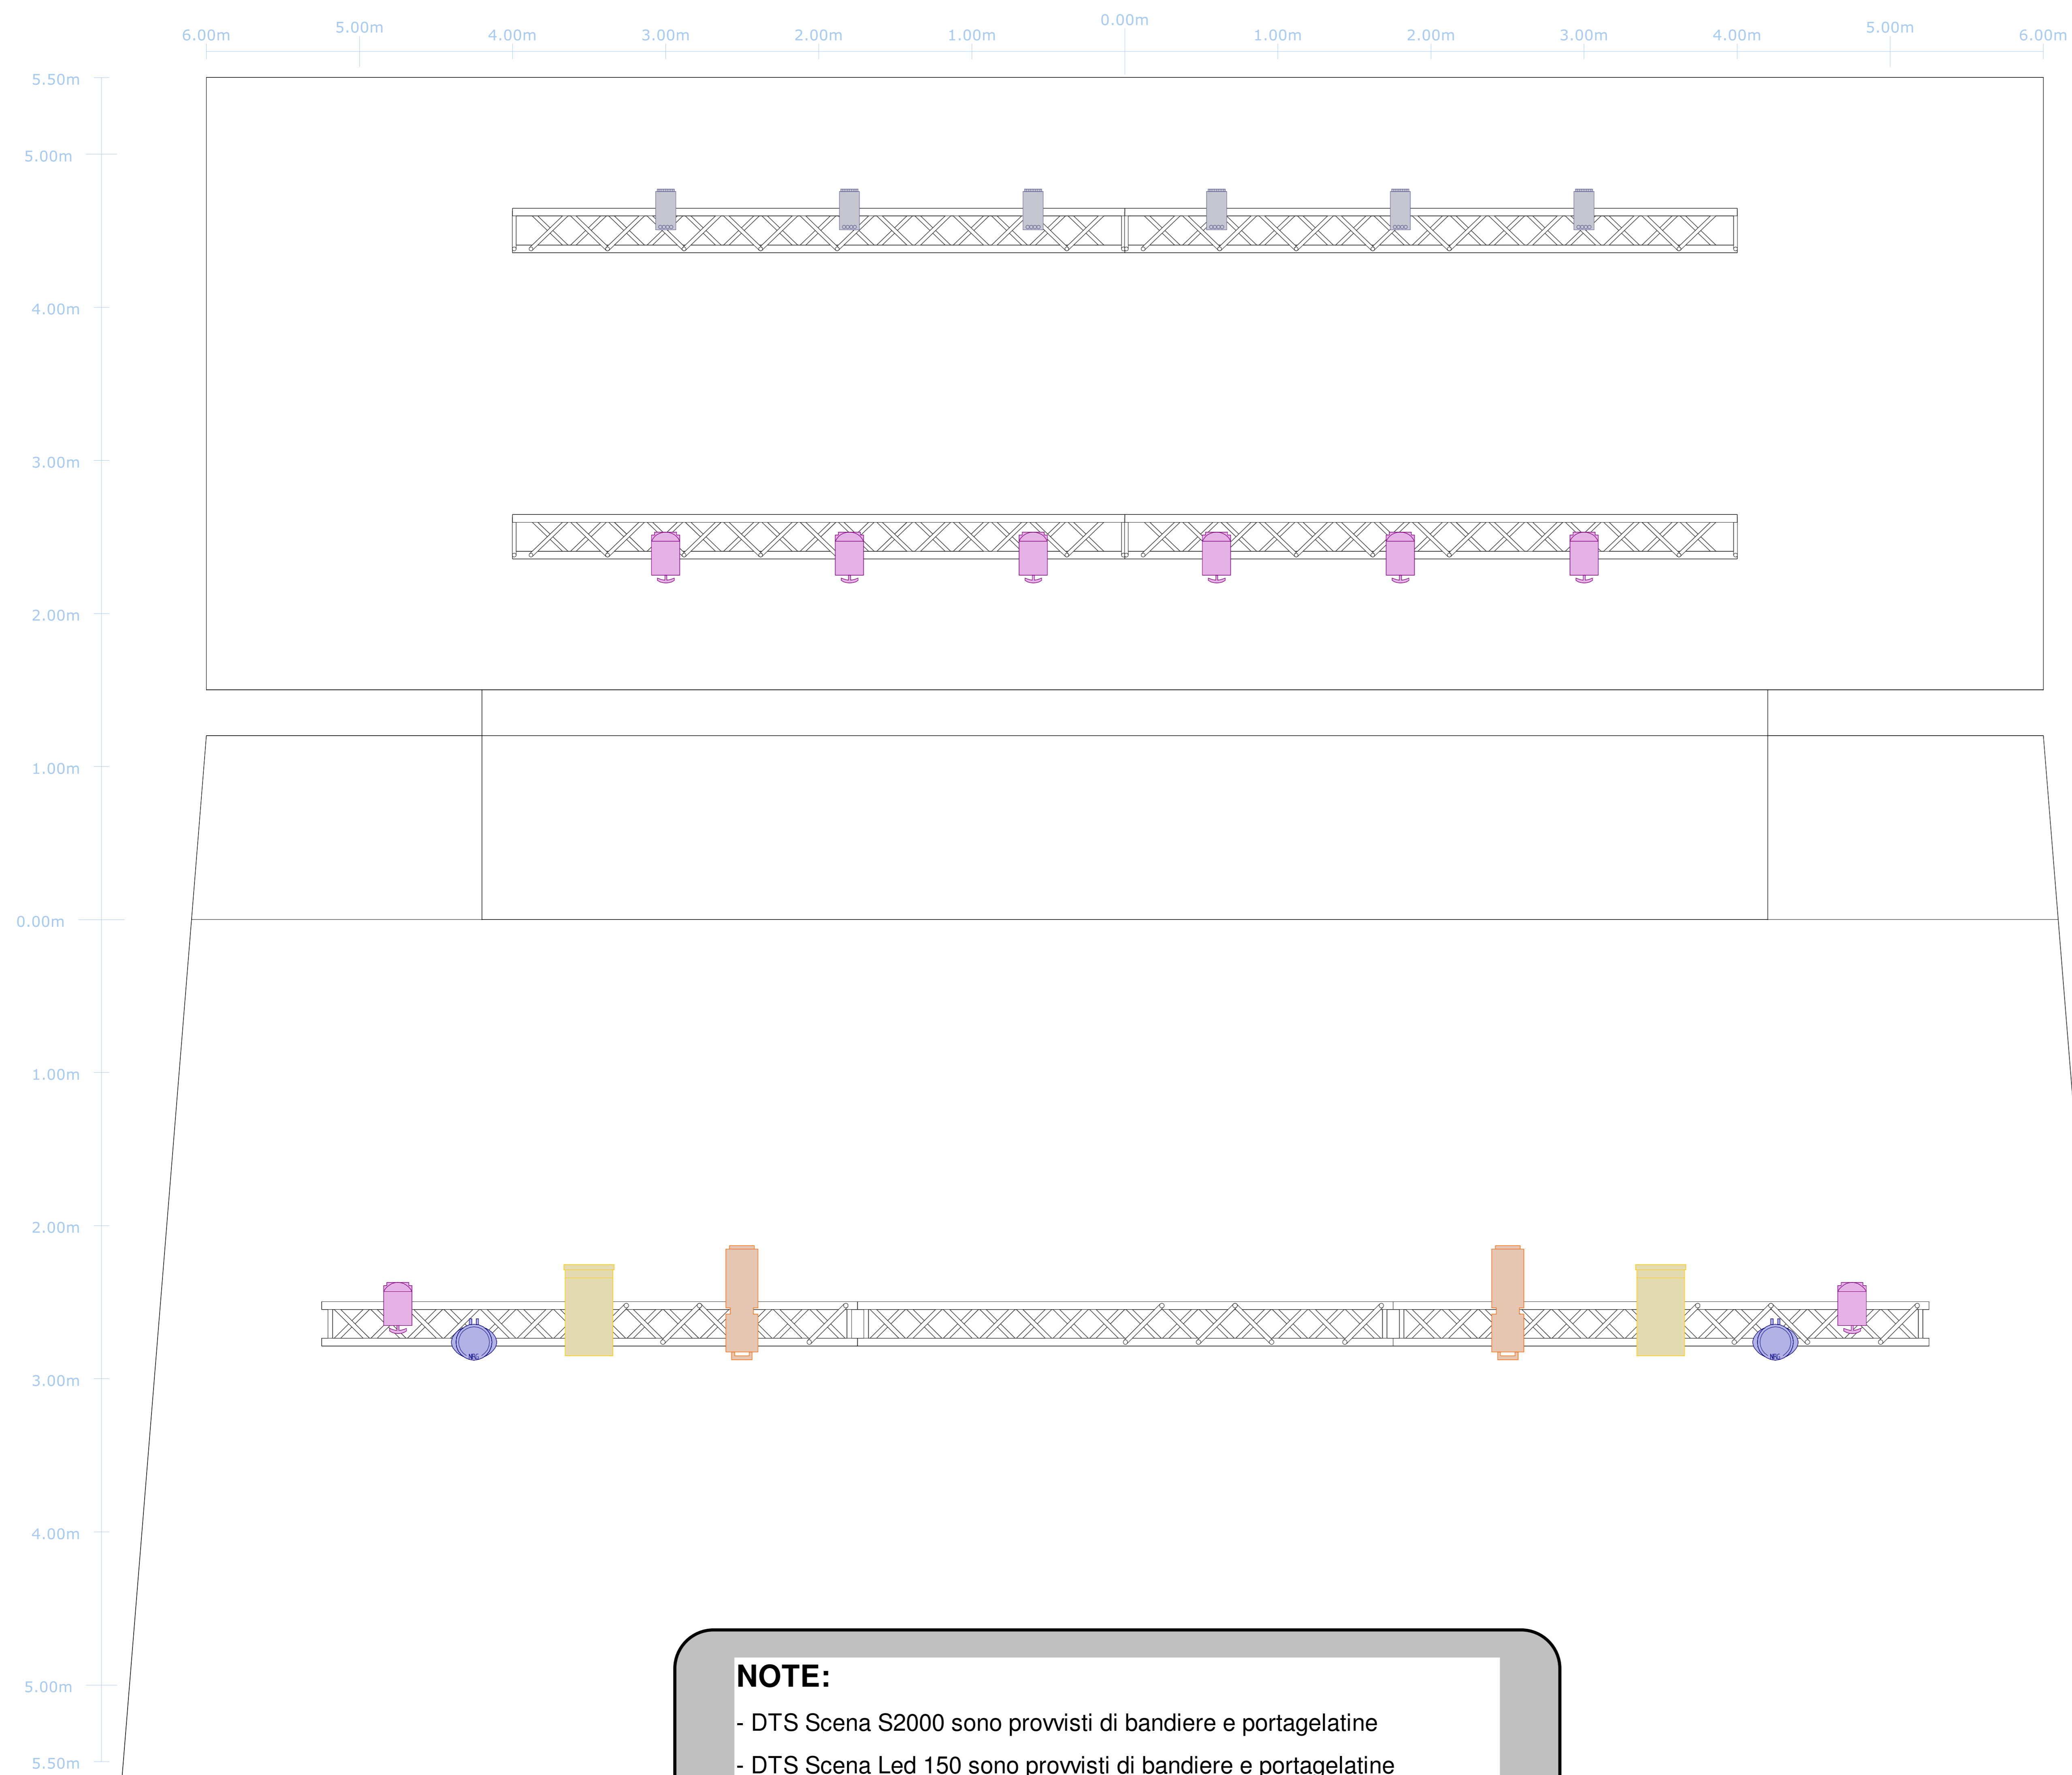 0.00m
5.00m
5.00m
6.00m
4.00m
3.00m
2.00m
1.00m
1.00m
2.00m
3.00m
4.00m
6.00m
5.50m
5.00m
4.00m
3.00m
2.00m
1.00m
0.00m
1.00m
2.00m
NBG
NBG
3.00m
4.00m
5.00m
5.50m
NOTE:
- DTS Scena S2000 sono provvisti di bandiere e portagelatine
- DTS Scena Led 150 sono provvisti di bandiere e portagelatine